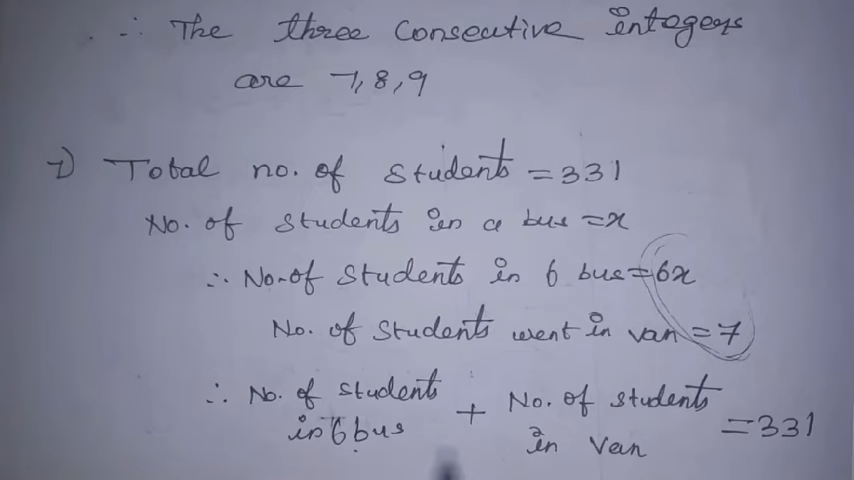 ∴ The three consecutive integers
are 7, 8, 9
7) Total no. of students = 331
No. of students in a bus = x
∴ No. of students in 6 bus = 6x
No. of students went in van = 7
∴ No. of students in 6 bus + No. of students in van = 331